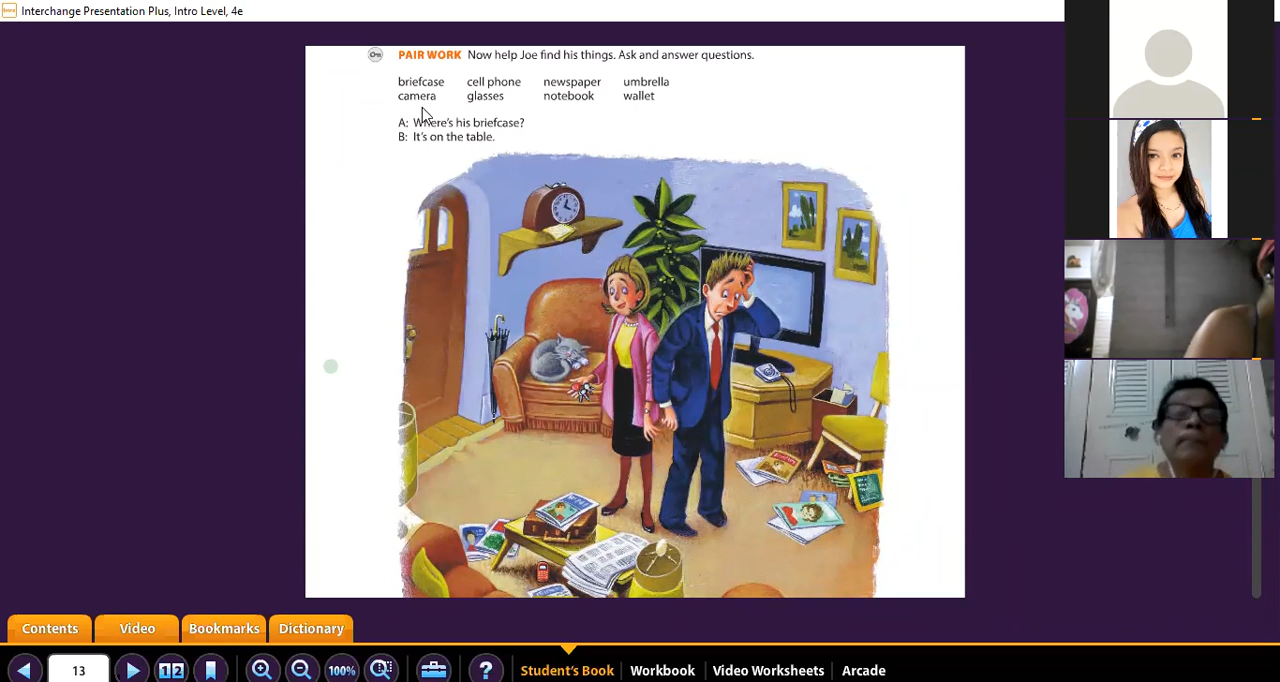 Interchange Presentation Plus, Intro Level, 4e
PAIR WORK Now help Joe find his things. Ask and answer questions.
briefcase cell phone newspaper umbrella
camera glasses notebook wallet
A: Where's his briefcase?
B: It's on the table.
Contents Video Bookmarks Dictionary
13 1 2 100% ? Student's Book Workbook Video Worksheets Arcade